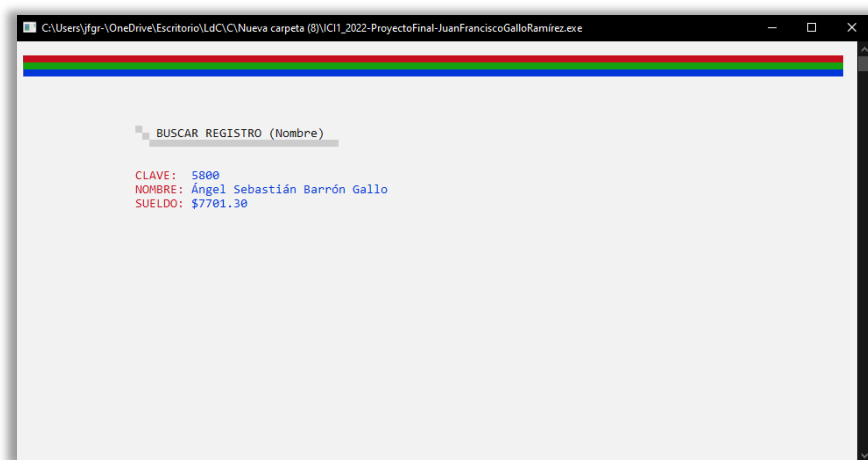 C:\Users\jfgr-\OneDrive\Escritorio\LdC\C\Nueva carpeta (8)\ICI1_2022-ProyectoFinal-JuanFranciscoGalloRamírez.exe
BUSCAR REGISTRO (Nombre)
CLAVE: 5800
NOMBRE: Ángel Sebastián Barrón Gallo
SUELDO: $7701.30